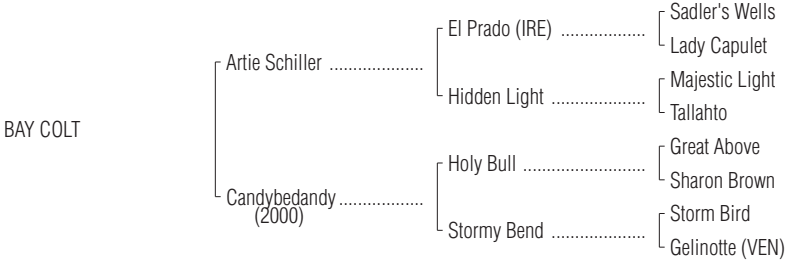 Sadler's Wells
El Prado (IRE) ...................
Lady Capulet
Artie Schiller .....................
Majestic Light
Hidden Light .....................
Tallahto
BAY COLT
Great Above
Holy Bull ...........................
Sharon Brown
Candybedandy ...................
(2000)
Storm Bird
Stormy Bend .....................
Gelinotte (VEN)